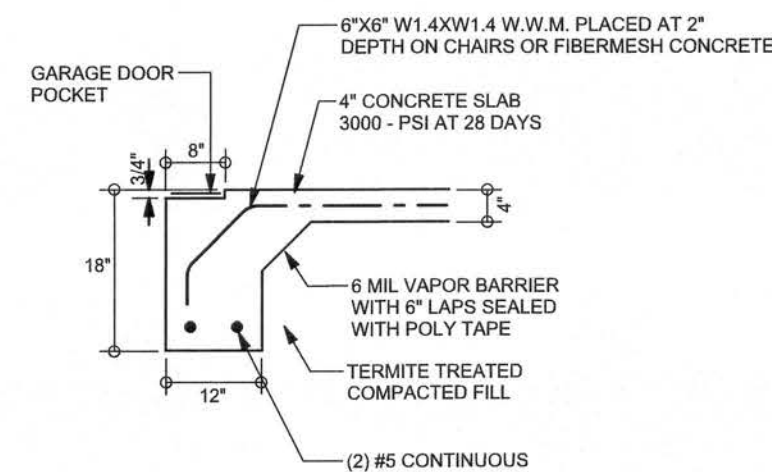 6"X6" W1.4XW1.4 W.W.M. PLACED AT 2"
DEPTH ON CHAIRS OR FIBERMESH CONCRETE
GARAGE DOOR
POCKET
4" CONCRETE SLAB
3000 - PSI AT 28 DAYS
8"
3/4"
4"
18"
6 MIL VAPOR BARRIER
WITH 6" LAPS SEALED
WITH POLY TAPE
TERMITE TREATED
COMPACTED FILL
12"
(2) #5 CONTINUOUS